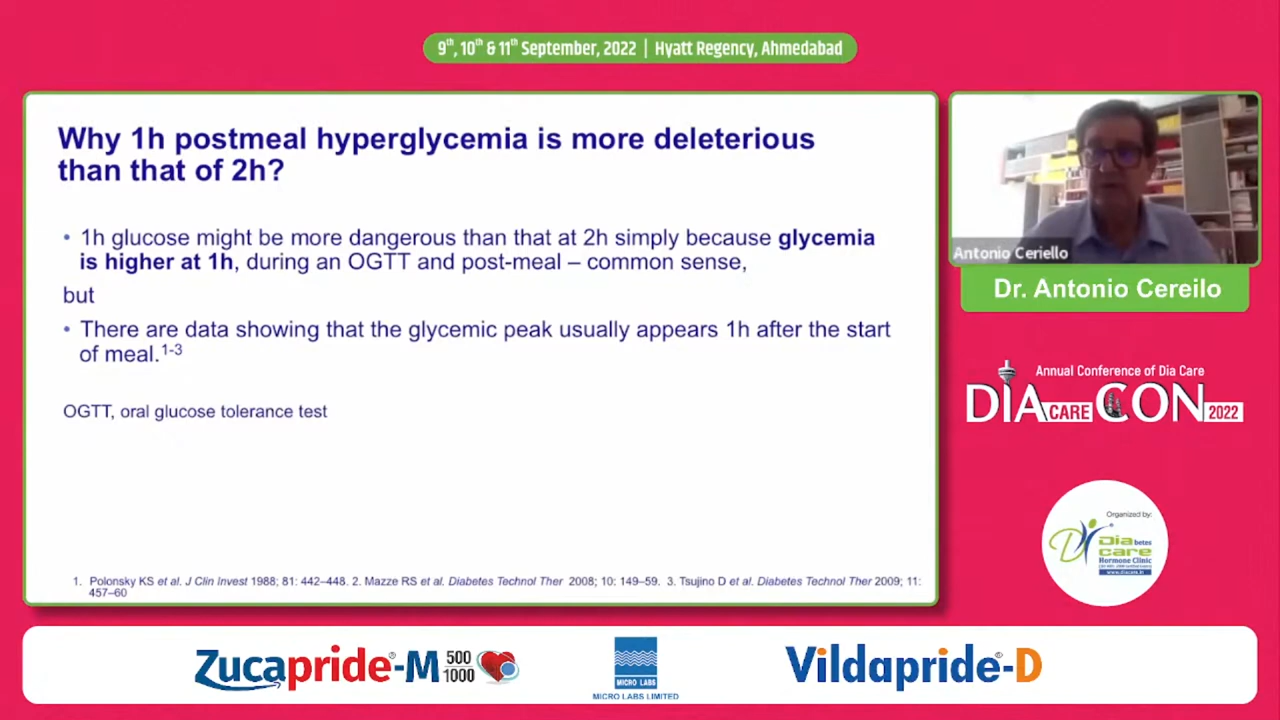 9th, 10th & 11th September, 2022 | Hyatt Regency, Ahmedabad
Why 1h postmeal hyperglycemia is more deleterious
than that of 2h?
• 1h glucose might be more dangerous than that at 2h simply because glycemia
is higher at 1h, during an OGTT and post-meal – common sense,
but
• There are data showing that the glycemic peak usually appears 1h after the start
of meal.1-3
OGTT, oral glucose tolerance test
1. Polonsky KS et al. J Clin Invest 1988; 81: 442–448. 2. Mazze RS et al. Diabetes Technol Ther 2008; 10: 149–59. 3. Tsujino D et al. Diabetes Technol Ther 2009; 11:
457–60
Antonio Ceriello
Dr. Antonio Cereilo
Annual Conference of Dia Care
DIA CARE CON 2022
Organized by:
Diabetes
care
Hormone Clinic
www.diacare.in
Zucapride®-M 500
1000
MICRO LABS
MICRO LABS LIMITED
Vildapride®-D